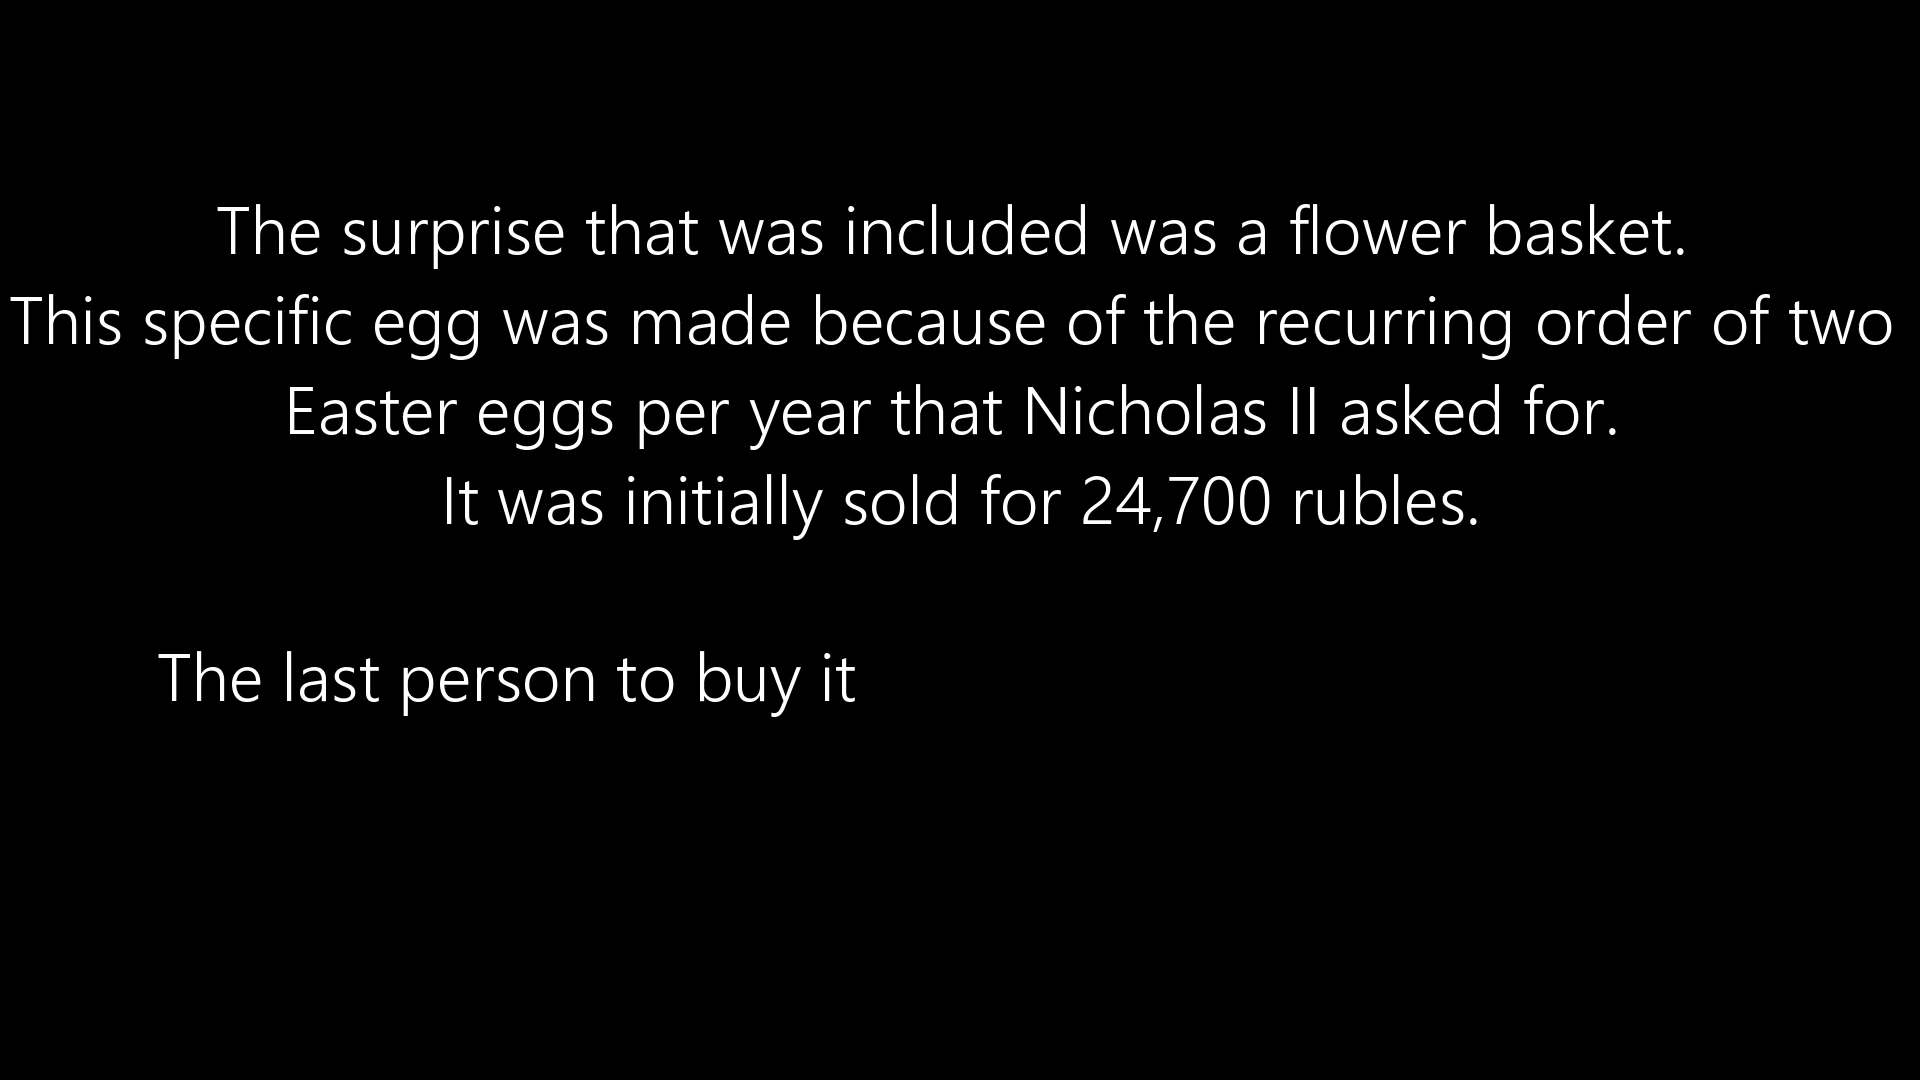 The surprise that was included was a flower basket.
This specific egg was made because of the recurring order of two
Easter eggs per year that Nicholas II asked for.
It was initially sold for 24,700 rubles.
The last person to buy it